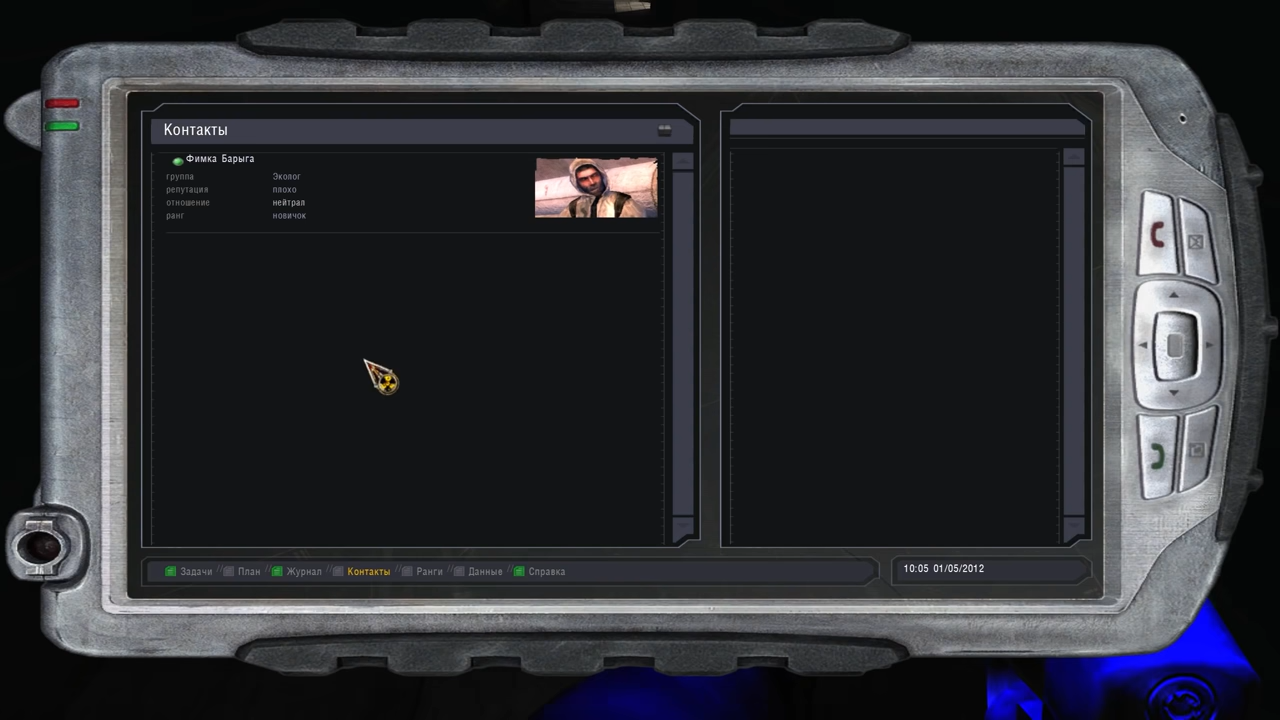 Контакты
Фимка Барыга
группа Эколог
репутация плохо
отношение нейтрал
ранг новичок
Задачи // План // Журнал // Контакты // Ранги // Данные // Справка
10:05 01/05/2012